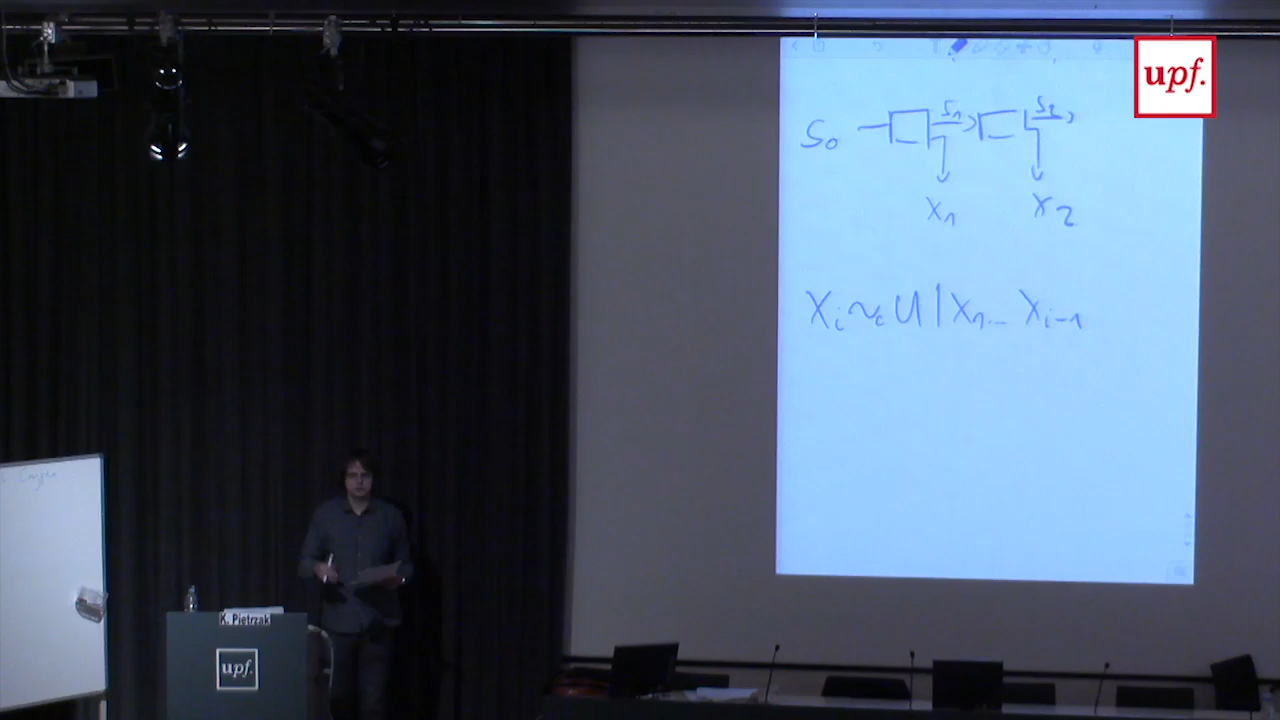 upf.
S₁ S₂
S₀
X₁ X₂
Xᵢ ~c U | X₁... Xᵢ₋₁
K. Pietrzak
upf.